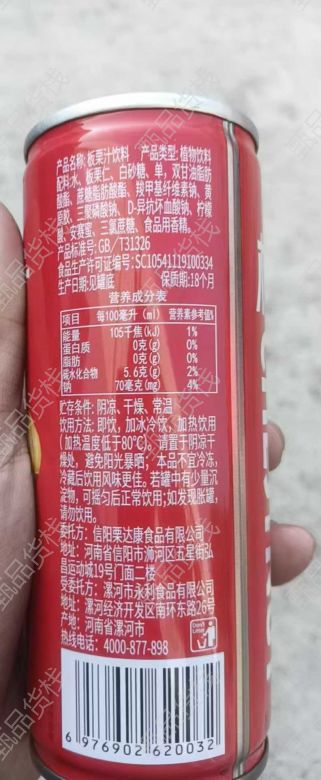 产品名称:板栗汁饮料 产品类型:植物饮料
配料:水、板栗仁、白砂糖、单,双甘油脂肪
酸酯、蔗糖脂肪酸酯、羧甲基纤维素钠、黄
原胶、三聚磷酸钠、D-异抗坏血酸钠、柠檬
酸、安赛蜜、三氯蔗糖、食品用香精。
产品标准号:GB/T31326
食品生产许可证编号:SC10541119100334
生产日期:见罐底 保质期:18个月
营养成分表
项目 每100毫升(ml) 营养素参考值%
能量 105千焦(kJ) 1%
蛋白质 0克(g) 0%
脂肪 0克(g) 0%
碳水化合物 5.6克(g) 2%
钠 70毫克(mg) 4%
贮存条件:阴凉、干燥、常温
饮用方法:即饮,加冰冷饮,加热饮用
(加热温度低于80℃)。请置于阴凉干
燥处,避免阳光暴晒;本品不宜冷冻,
冷藏后饮用风味更佳。若罐中有少量沉
淀物,可摇匀后正常饮用;如发现胀罐,
请勿饮用。
委托方:信阳栗达康食品有限公司
地址:河南省信阳市浉河区五星街弘
昌运动城19号门面二楼
受委托方:漯河市永利食品有限公司
地址:漯河经济开发区南环东路26号
产地:河南省漯河市
热线电话:4000-877-898
Don't Litter
6 976902 620032
甄品货栈